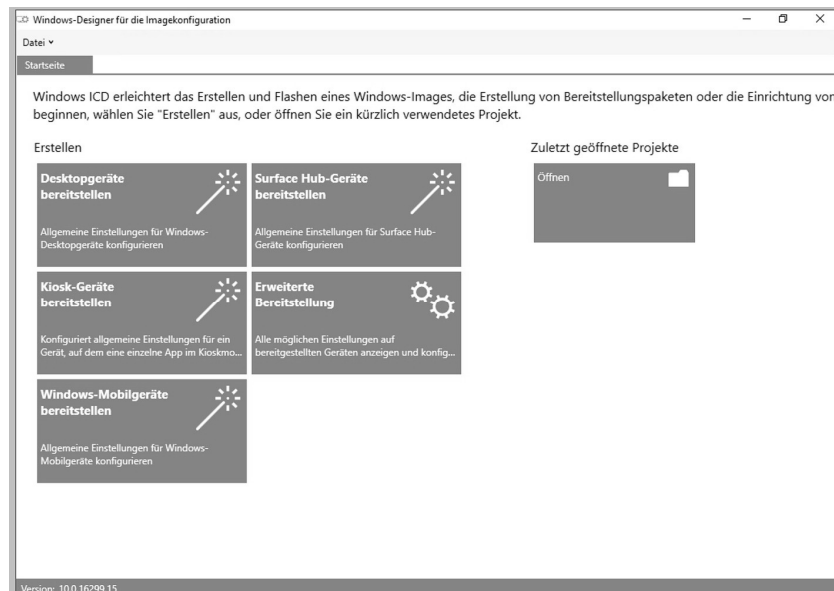 Windows-Designer für die Imagekonfiguration
Datei
Startseite
Windows ICD erleichtert das Erstellen und Flashen eines Windows-Images, die Erstellung von Bereitstellungspaketen oder die Einrichtung von
beginnen, wählen Sie "Erstellen" aus, oder öffnen Sie ein kürzlich verwendetes Projekt.
Erstellen
Desktopgeräte
bereitstellen
Allgemeine Einstellungen für Windows-
Desktopgeräte konfigurieren
Surface Hub-Geräte
bereitstellen
Allgemeine Einstellungen für Surface Hub-
Geräte konfigurieren
Kiosk-Geräte
bereitstellen
Konfiguriert allgemeine Einstellungen für ein
Gerät, auf dem eine einzelne App im Kioskmo...
Erweiterte
Bereitstellung
Alle möglichen Einstellungen auf
bereitgestellten Geräten anzeigen und konfig...
Windows-Mobilgeräte
bereitstellen
Allgemeine Einstellungen für Windows-
Mobilgeräte konfigurieren
Zuletzt geöffnete Projekte
Öffnen
Version: 10.0.16299.15